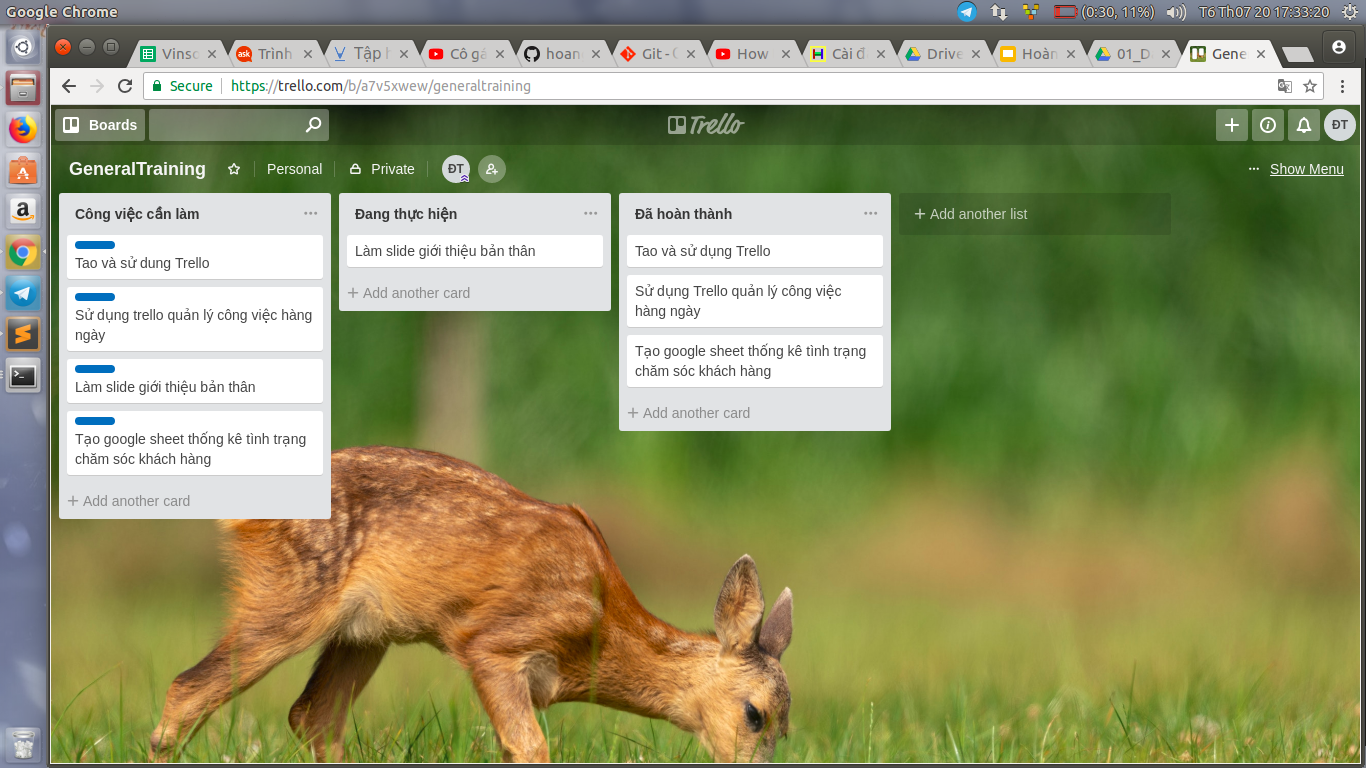 Google Chrome
(0:30, 11%)
T6 Th07 20 17:33:20
Vinso
ask Trình
Tập h
Cô gá
hoan
Git -
How
Cài đ
Drive
Hoàn
01_D
Gene
Secure
https://trello.com/b/a7v5xwew/generaltraining
Boards
Trello
ĐT
GeneralTraining
Personal
Private
ĐT
Show Menu
Công việc cần làm
Tao và sử dung Trello
Sử dụng trello quản lý công việc hàng
ngày
Làm slide giới thiệu bản thân
Tạo google sheet thống kê tình trạng
chăm sóc khách hàng
+ Add another card
Đang thực hiện
Làm slide giới thiệu bản thân
+ Add another card
Đã hoàn thành
Tao và sử dụng Trello
Sử dụng Trello quản lý công việc
hàng ngày
Tạo google sheet thống kê tình trạng
chăm sóc khách hàng
+ Add another card
+ Add another list